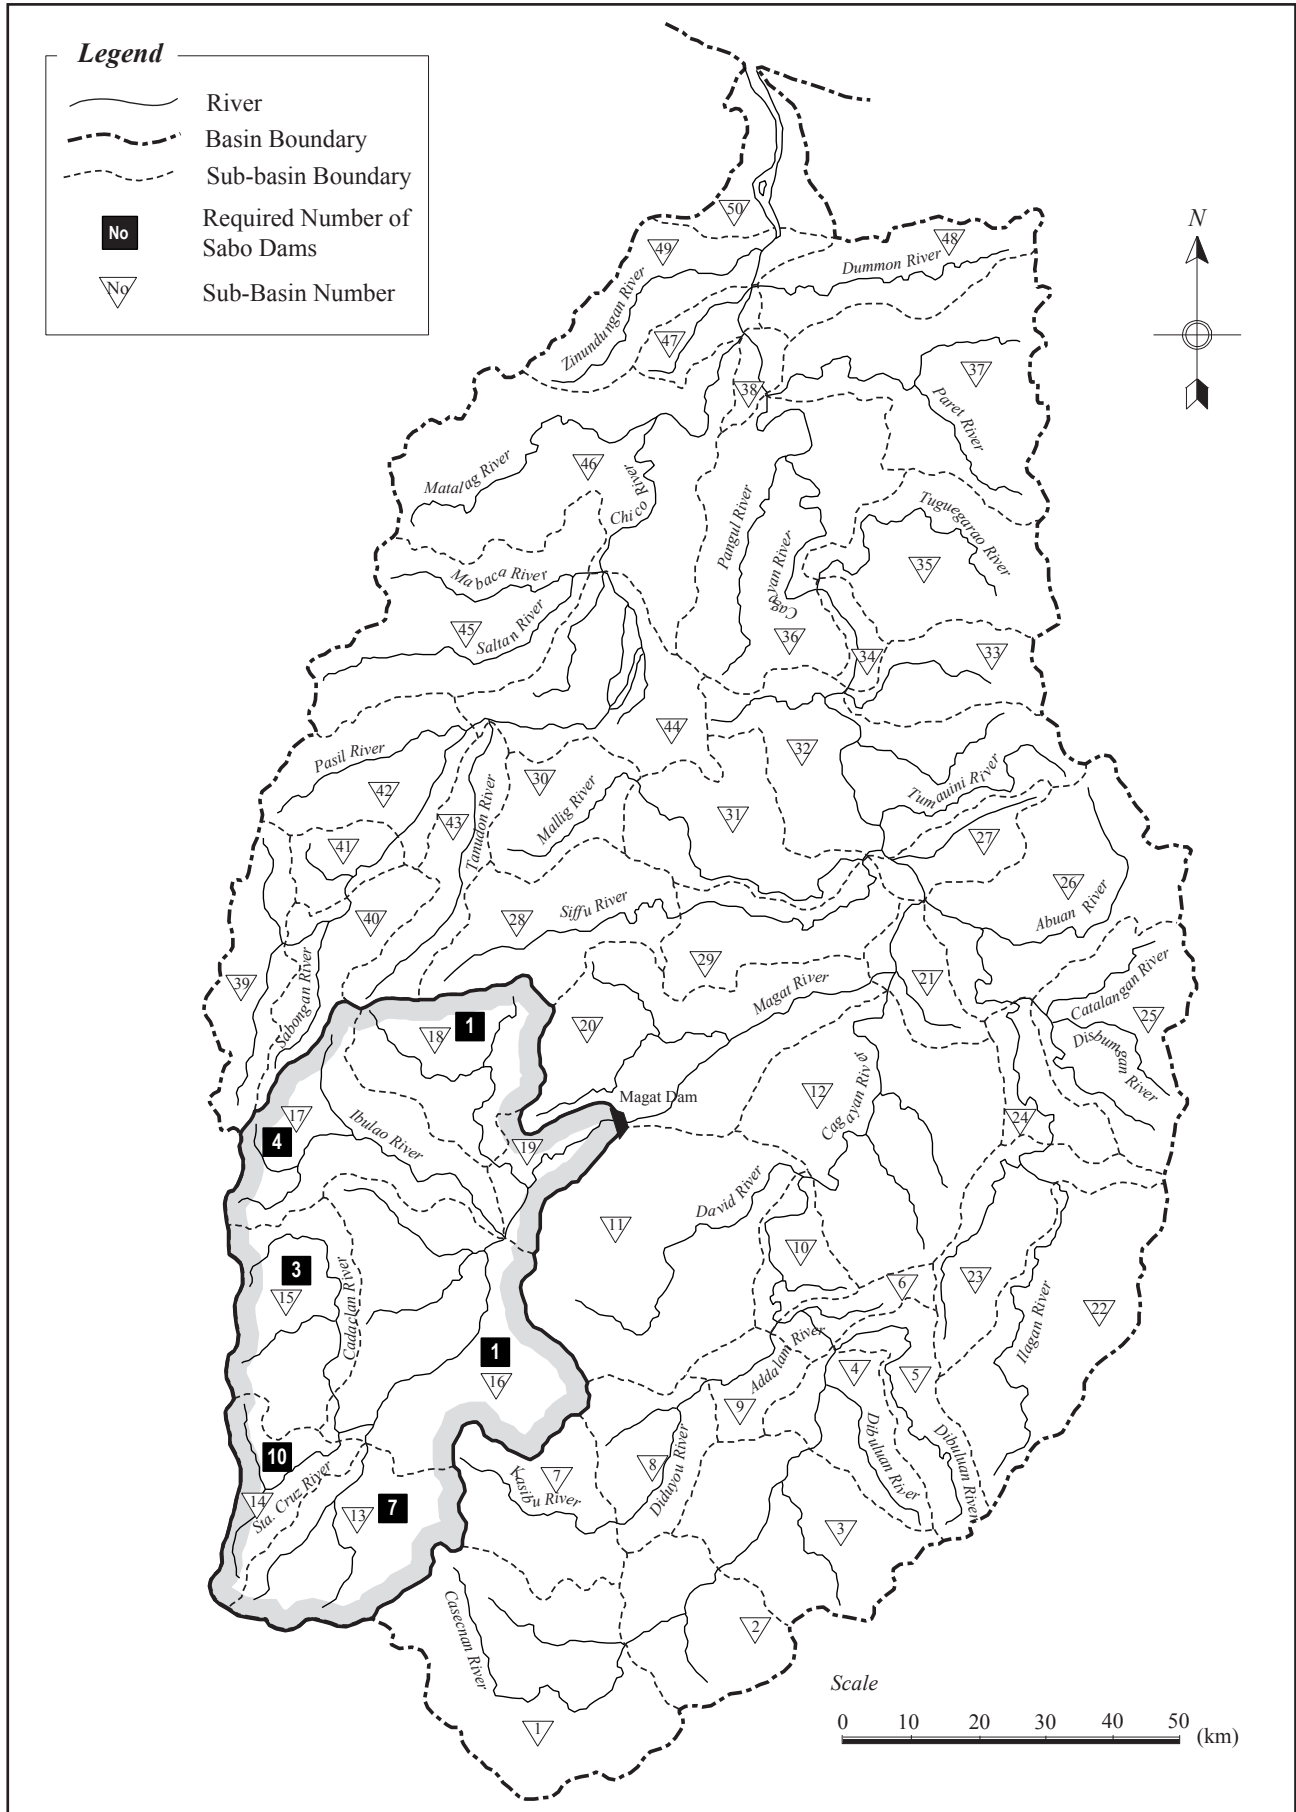 Legend
River
Basin Boundary
Sub-basin Boundary
No
Required Number of
Sabo Dams
No
Sub-Basin Number
N
50
49
48
Dummon River
Zinundungan River
47
37
38
Paret River
46
Matalag River
Chico River
Pangul River
Cagayan River
Tuguegarao River
35
Mabaca River
45
Saltan River
36
34
33
44
32
Pasil River
42
30
Mallig River
Tumauini River
43
Tanudon River
31
27
41
26
Abuan River
40
28
Siffu River
29
39
Sabongan River
21
Magat River
Catalangan River
25
18
1
20
Disbumgan River
Magat Dam
12
Cagayan River
17
4
Ibulao River
24
19
David River
11
10
3
15
Cadaclan River
6
23
22
Ilagan River
1
16
Addalam River
4
5
9
10
14
Sta. Cruz River
7
13
7
Kasibu River
8
Diduyou River
Dibuluan River
Dibuluan River
3
Casecnan River
2
1
Scale
0 10 20 30 40 50 (km)